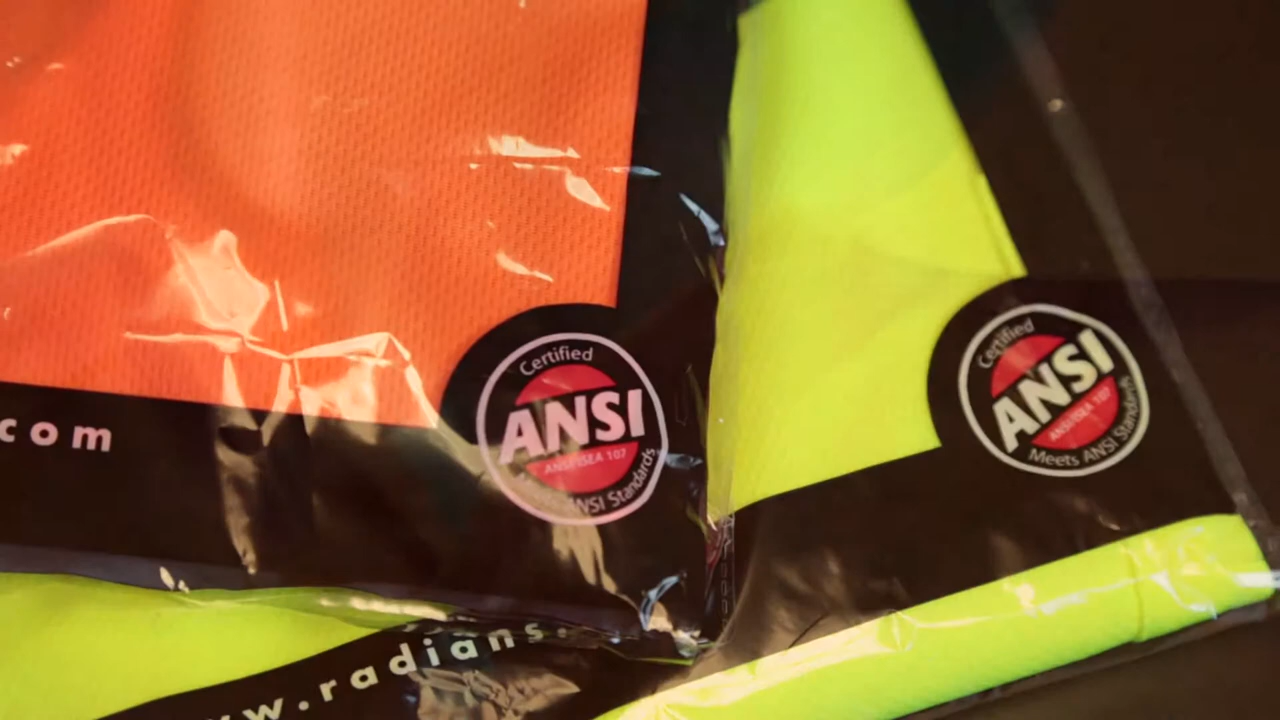 Certified
ANSI
ANSI/ISEA 107
ANSI Standards
Certified
ANSI
ANSI/ISEA 107
Meets ANSI Standards
com
w.radians.